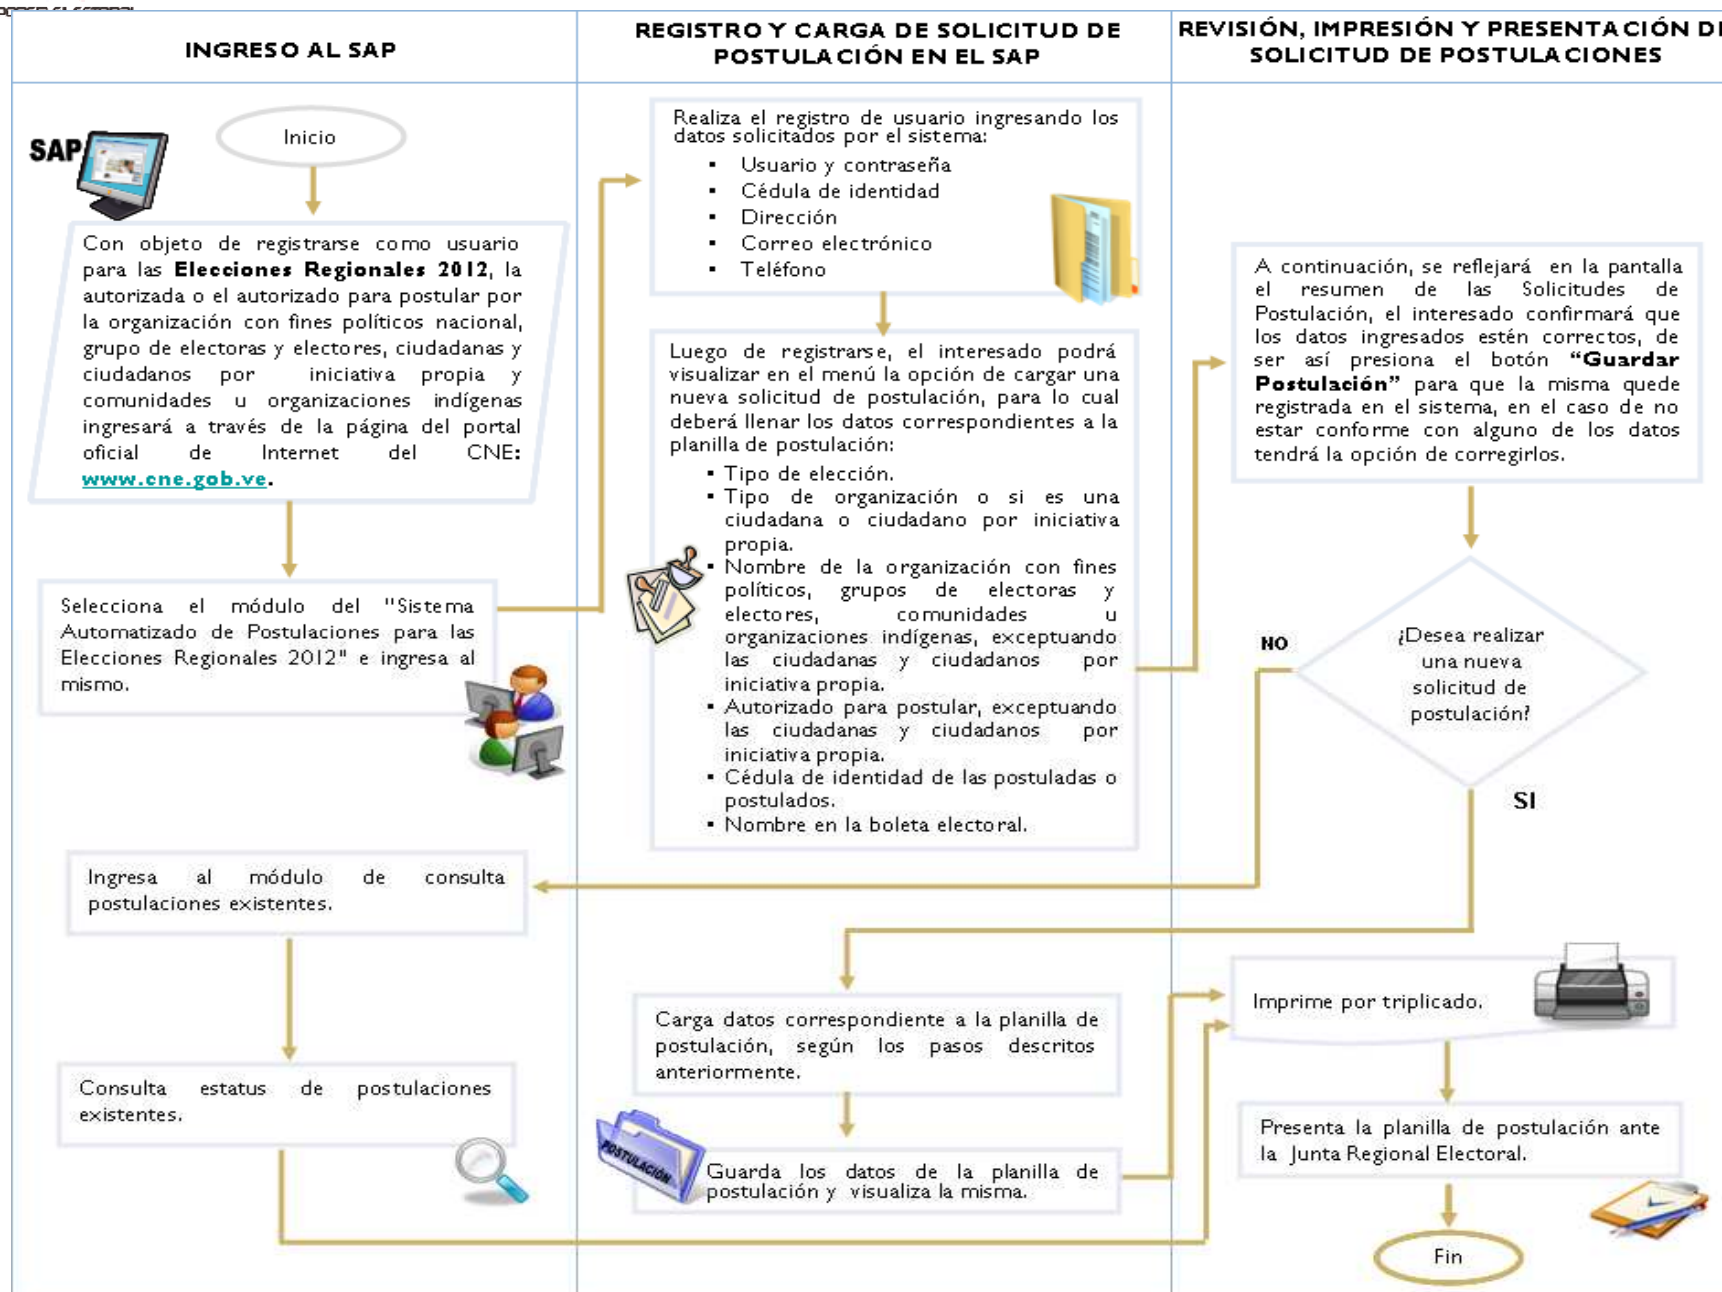 INGRESO AL SAP
REGISTRO Y CARGA DE SOLICITUD DE
POSTULACIÓN EN EL SAP
REVISIÓN, IMPRESIÓN Y PRESENTACIÓN DE
SOLICITUD DE POSTULACIONES
SAP
Inicio
Con objeto de registrarse como usuario
para las Elecciones Regionales 2012, la
autorizada o el autorizado para postular por
la organización con fines políticos nacional,
grupo de electoras y electores, ciudadanas y
ciudadanos por iniciativa propia y
comunidades u organizaciones indígenas
ingresará a través de la página del portal
oficial de Internet del CNE:
www.cne.gob.ve.
Selecciona el módulo del "Sistema
Automatizado de Postulaciones para las
Elecciones Regionales 2012" e ingresa al
mismo.
Realiza el registro de usuario ingresando los
datos solicitados por el sistema:
▪ Usuario y contraseña
▪ Cédula de identidad
▪ Dirección
▪ Correo electrónico
▪ Teléfono
Luego de registrarse, el interesado podrá
visualizar en el menú la opción de cargar una
nueva solicitud de postulación, para lo cual
deberá llenar los datos correspondientes a la
planilla de postulación:
▪ Tipo de elección.
▪ Tipo de organización o si es una
ciudadana o ciudadano por iniciativa
propia.
▪ Nombre de la organización con fines
políticos, grupos de electoras y
electores, comunidades u
organizaciones indígenas, exceptuando
las ciudadanas y ciudadanos por
iniciativa propia.
▪ Autorizado para postular, exceptuando
las ciudadanas y ciudadanos por
iniciativa propia.
▪ Cédula de identidad de las postuladas o
postulados.
▪ Nombre en la boleta electoral.
A continuación, se reflejará en la pantalla
el resumen de las Solicitudes de
Postulación, el interesado confirmará que
los datos ingresados estén correctos, de
ser así presiona el botón “Guardar
Postulación” para que la misma quede
registrada en el sistema, en el caso de no
estar conforme con alguno de los datos
tendrá la opción de corregirlos.
¿Desea realizar
una nueva
solicitud de
postulación?
NO
SI
Ingresa al módulo de consulta
postulaciones existentes.
Consulta estatus de postulaciones
existentes.
Carga datos correspondiente a la planilla de
postulación, según los pasos descritos
anteriormente.
POSTULACIÓN
Guarda los datos de la planilla de
postulación y visualiza la misma.
Imprime por triplicado.
Presenta la planilla de postulación ante
la Junta Regional Electoral.
Fin